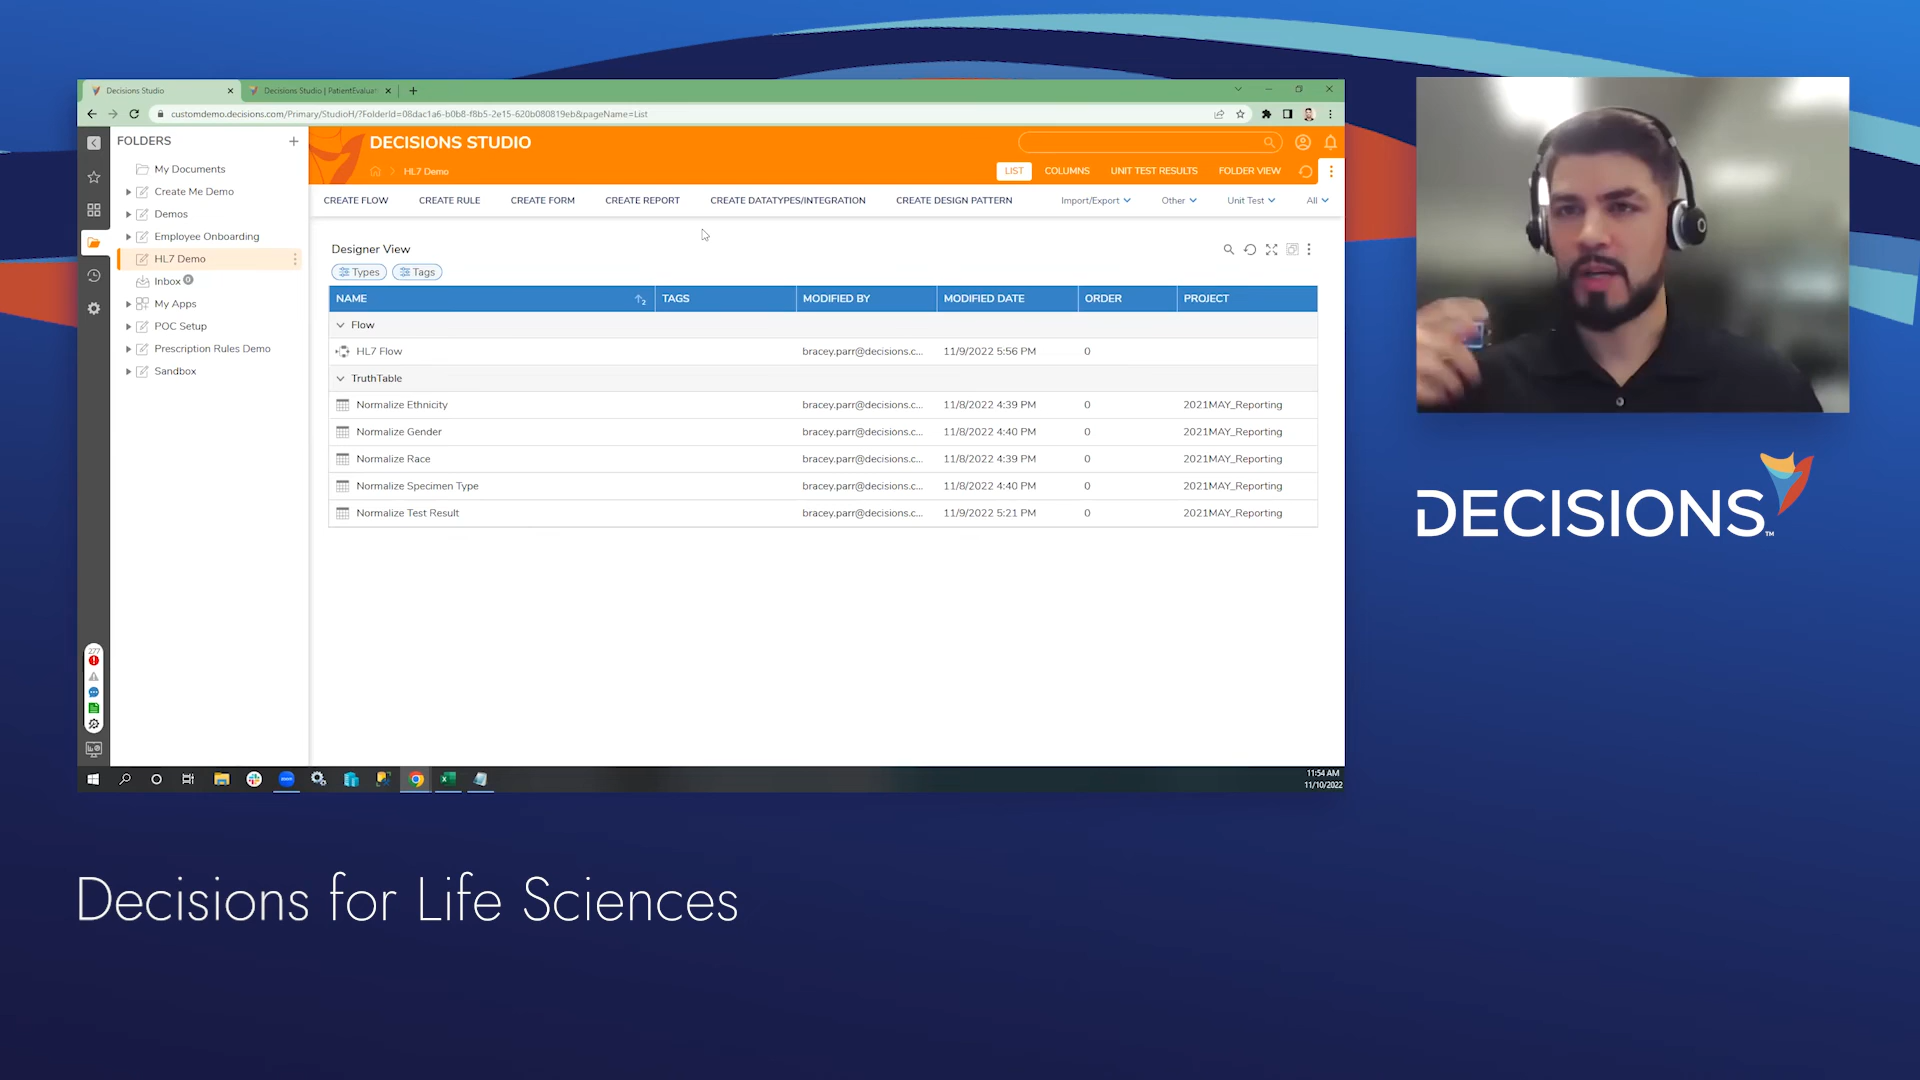 Decisions Studio
Decisions Studio | PatientEvaluat
customdemo.decisions.com/Primary/StudioH/?FolderId=08dac1a6-b0b8-f8b5-2e15-620b080819eb&pageName=List
FOLDERS
My Documents
Create Me Demo
Demos
Employee Onboarding
HL7 Demo
Inbox 0
My Apps
POC Setup
Prescription Rules Demo
Sandbox
277
DECISIONS STUDIO
HL7 Demo
LIST COLUMNS UNIT TEST RESULTS FOLDER VIEW
CREATE FLOW CREATE RULE CREATE FORM CREATE REPORT CREATE DATATYPES/INTEGRATION CREATE DESIGN PATTERN Import/Export Other Unit Test All
Designer View
Types Tags
NAME TAGS MODIFIED BY MODIFIED DATE ORDER PROJECT
Flow
HL7 Flow bracey.parr@decisions.c... 11/9/2022 5:56 PM 0
TruthTable
Normalize Ethnicity bracey.parr@decisions.c... 11/8/2022 4:39 PM 0 2021MAY_Reporting
Normalize Gender bracey.parr@decisions.c... 11/8/2022 4:40 PM 0 2021MAY_Reporting
Normalize Race bracey.parr@decisions.c... 11/8/2022 4:39 PM 0 2021MAY_Reporting
Normalize Specimen Type bracey.parr@decisions.c... 11/8/2022 4:40 PM 0 2021MAY_Reporting
Normalize Test Result bracey.parr@decisions.c... 11/9/2022 5:21 PM 0 2021MAY_Reporting
11:54 AM
11/10/2022
DECISIONS™
Decisions for Life Sciences